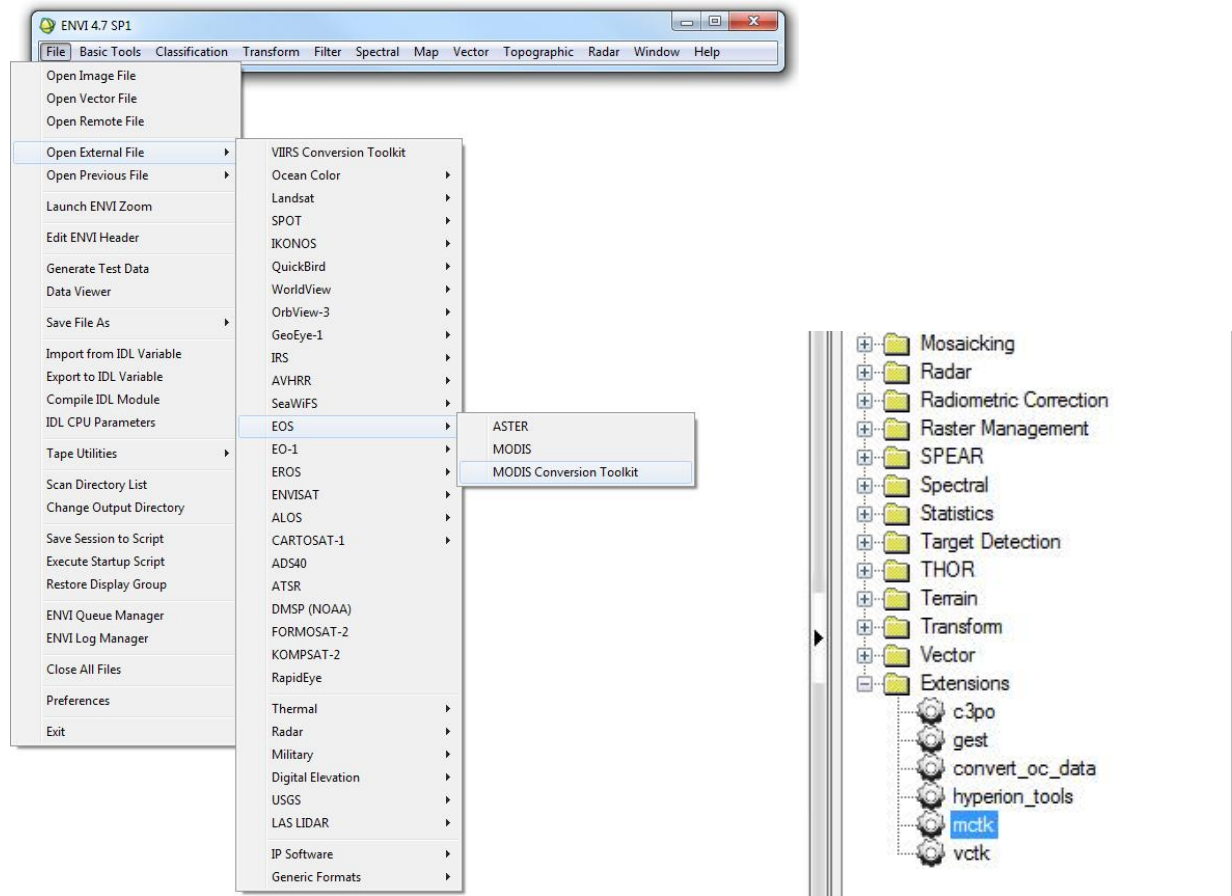 ENVI 4.7 SP1
File Basic Tools Classification Transform Filter Spectral Map Vector Topographic Radar Window Help
Open Image File
Open Vector File
Open Remote File
Open External File
Open Previous File
Launch ENVI Zoom
Edit ENVI Header
Generate Test Data
Data Viewer
Save File As
Import from IDL Variable
Export to IDL Variable
Compile IDL Module
IDL CPU Parameters
Tape Utilities
Scan Directory List
Change Output Directory
Save Session to Script
Execute Startup Script
Restore Display Group
ENVI Queue Manager
ENVI Log Manager
Close All Files
Preferences
Exit
VIIRS Conversion Toolkit
Ocean Color
Landsat
SPOT
IKONOS
QuickBird
WorldView
OrbView-3
GeoEye-1
IRS
AVHRR
SeaWiFS
EOS
EO-1
EROS
ENVISAT
ALOS
CARTOSAT-1
ADS40
ATSR
DMSP (NOAA)
FORMOSAT-2
KOMPSAT-2
RapidEye
Thermal
Radar
Military
Digital Elevation
USGS
LAS LIDAR
IP Software
Generic Formats
ASTER
MODIS
MODIS Conversion Toolkit
Mosaicking
Radar
Radiometric Correction
Raster Management
SPEAR
Spectral
Statistics
Target Detection
THOR
Terrain
Transform
Vector
Extensions
c3po
gest
convert_oc_data
hyperion_tools
mctk
vctk